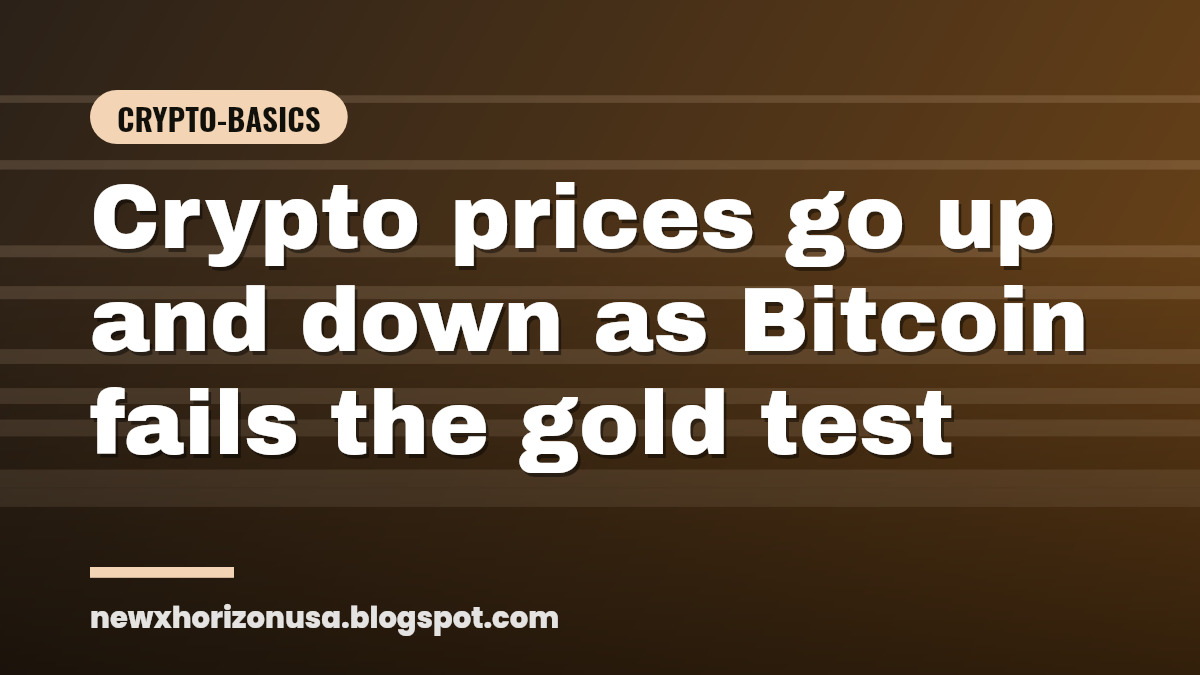 CRYPTO-BASICS
Crypto prices go up
and down as Bitcoin
fails the gold test
newxhorizonusa.blogspot.com